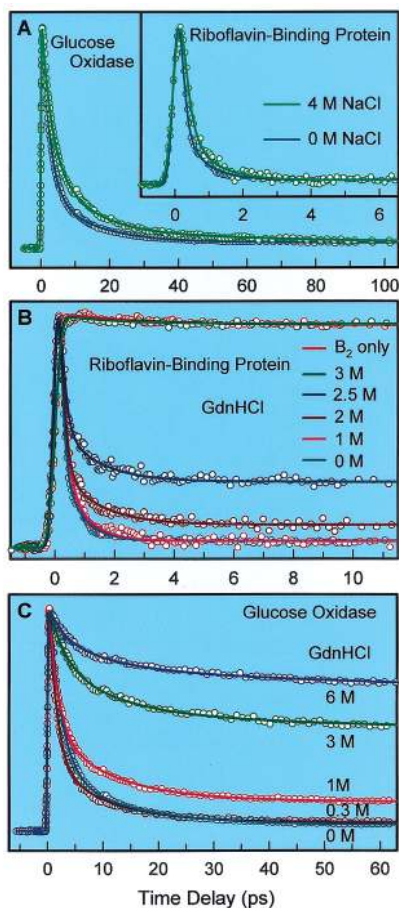 A
Glucose
Oxidase
Riboflavin-Binding Protein
4 M NaCl
0 M NaCl
0 2 4 6
0 20 40 60 80 100
B
Riboflavin-Binding Protein
GdnHCl
B2 only
3 M
2.5 M
2 M
1 M
0 M
0 2 4 6 8 10
C
Glucose Oxidase
GdnHCl
6 M
3 M
1M
0.3 M
0 M
0 10 20 30 40 50 60
Time Delay (ps)